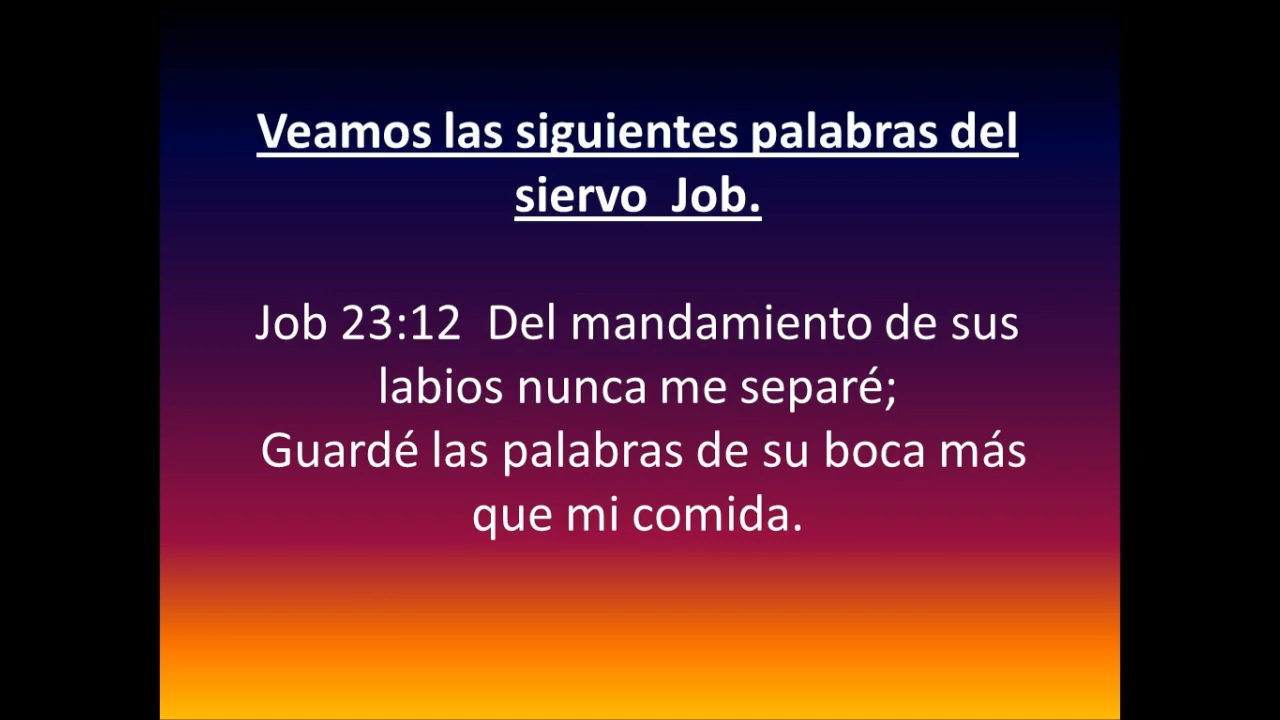 Veamos las siguientes palabras del
siervo  Job.
Job 23:12  Del mandamiento de sus
labios nunca me separé;
Guardé las palabras de su boca más
que mi comida.